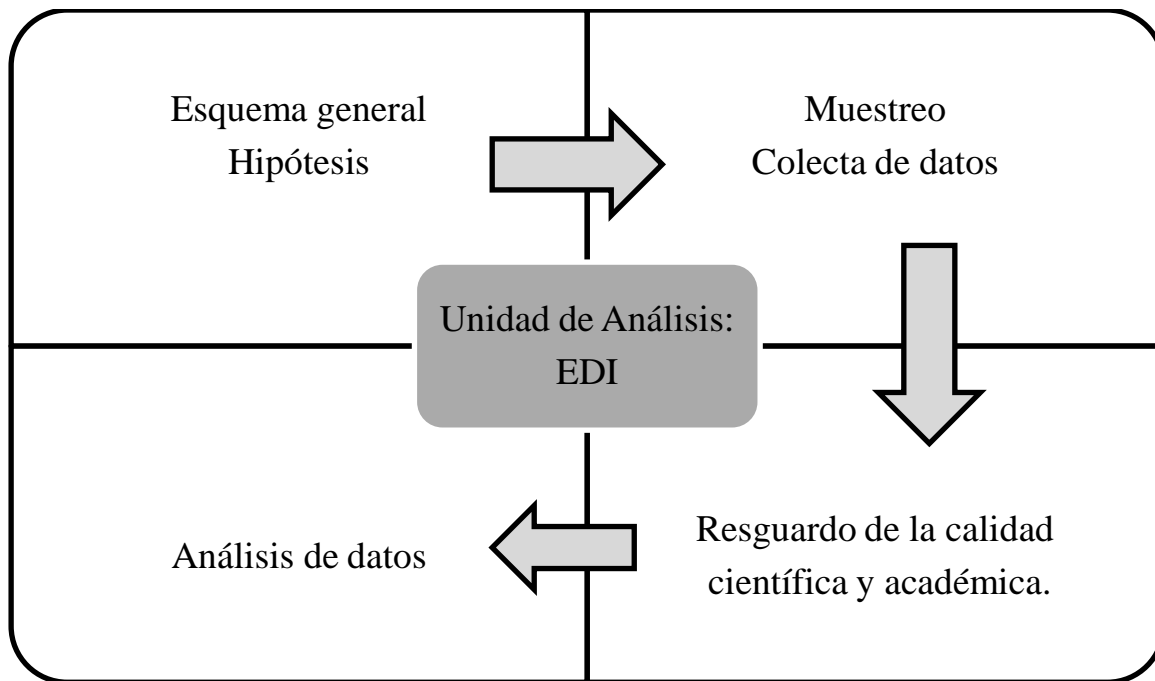 Esquema general
Hipótesis
Muestreo
Colecta de datos
Unidad de Análisis:
EDI
Análisis de datos
Resguardo de la calidad
científica y académica.